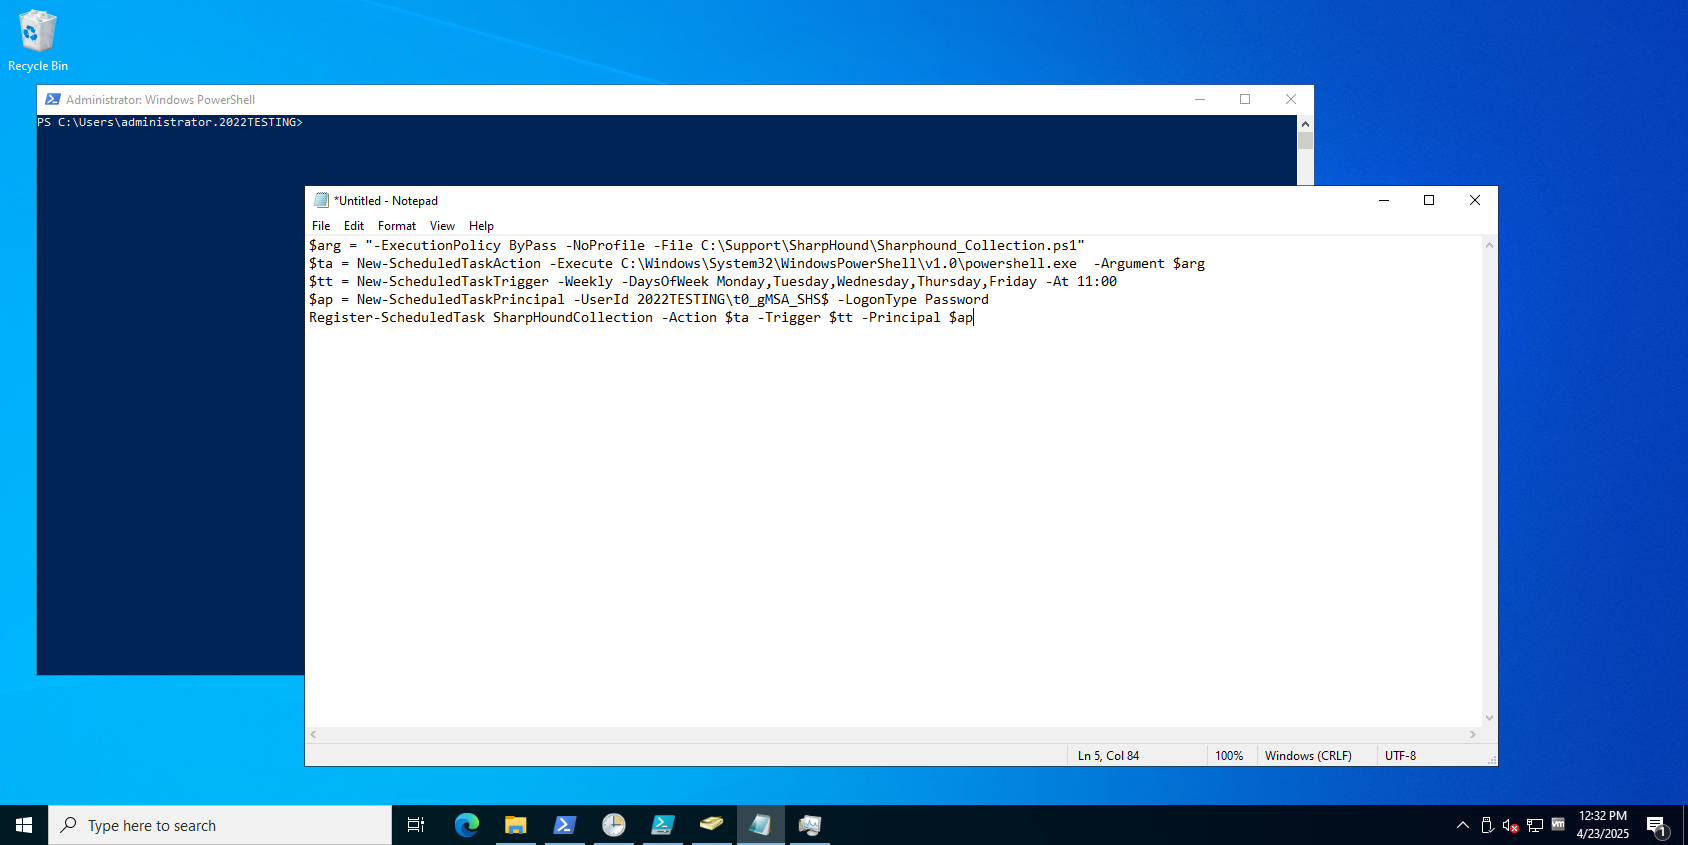 Recycle Bin
Administrator: Windows PowerShell
PS C:\Users\administrator.2022TESTING>
*Untitled - Notepad
File Edit Format View Help
$arg = "-ExecutionPolicy ByPass -NoProfile -File C:\Support\SharpHound\Sharphound_Collection.ps1"
$ta = New-ScheduledTaskAction -Execute C:\Windows\System32\WindowsPowerShell\v1.0\powershell.exe  -Argument $arg
$tt = New-ScheduledTaskTrigger -Weekly -DaysOfWeek Monday,Tuesday,Wednesday,Thursday,Friday -At 11:00
$ap = New-ScheduledTaskPrincipal -UserId 2022TESTING\t0_gMSA_SHS$ -LogonType Password
Register-ScheduledTask SharpHoundCollection -Action $ta -Trigger $tt -Principal $ap
Ln 5, Col 84 100% Windows (CRLF) UTF-8
Type here to search
vm
12:32 PM
4/23/2025
1